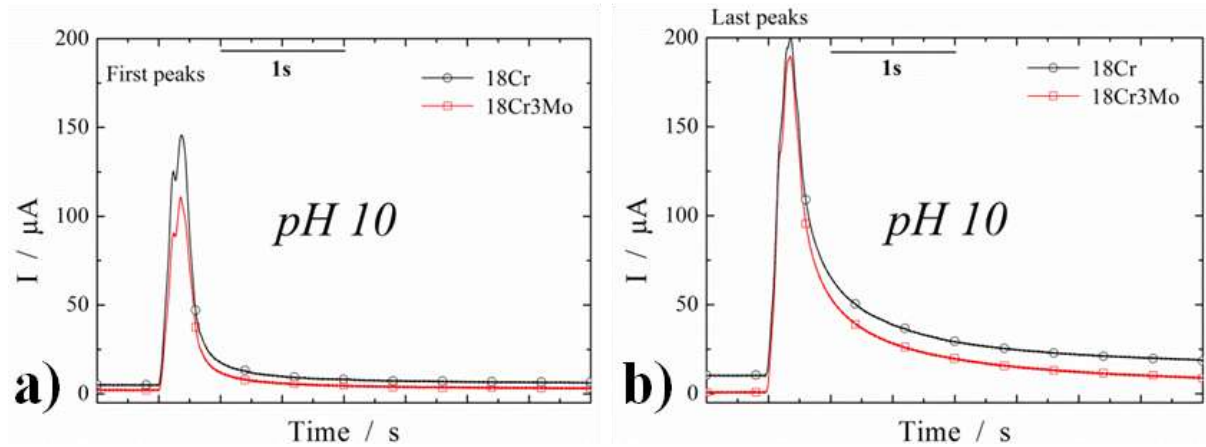 First peaks
1s
18Cr
18Cr3Mo
pH 10
200
150
100
50
0
I / μA
Time / s
a)
Last peaks
1s
18Cr
18Cr3Mo
pH 10
200
150
100
50
0
I / μA
Time / s
b)